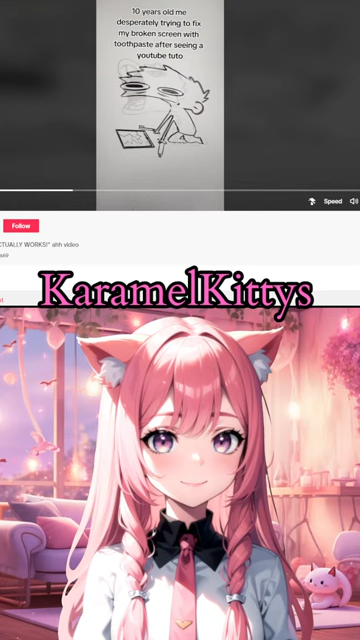 10 years old me
desperately trying to fix
my broken screen with
toothpaste after seeing a
youtube tuto
Speed
Follow
CTUALLY WORKS!" ahh video
KaramelKittys